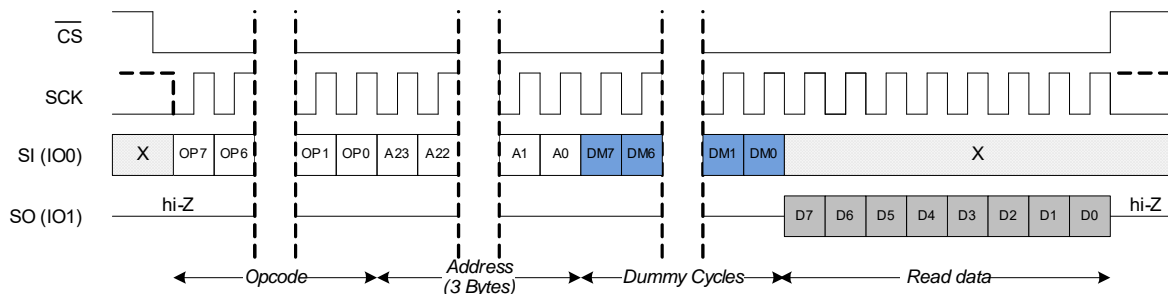 CS
SCK
SI (IO0) X OP7 OP6 OP1 OP0 A23 A22 A1 A0 DM7 DM6 DM1 DM0 X
hi-Z
SO (IO1) D7 D6 D5 D4 D3 D2 D1 D0 hi-Z
Opcode Address (3 Bytes) Dummy Cycles Read data